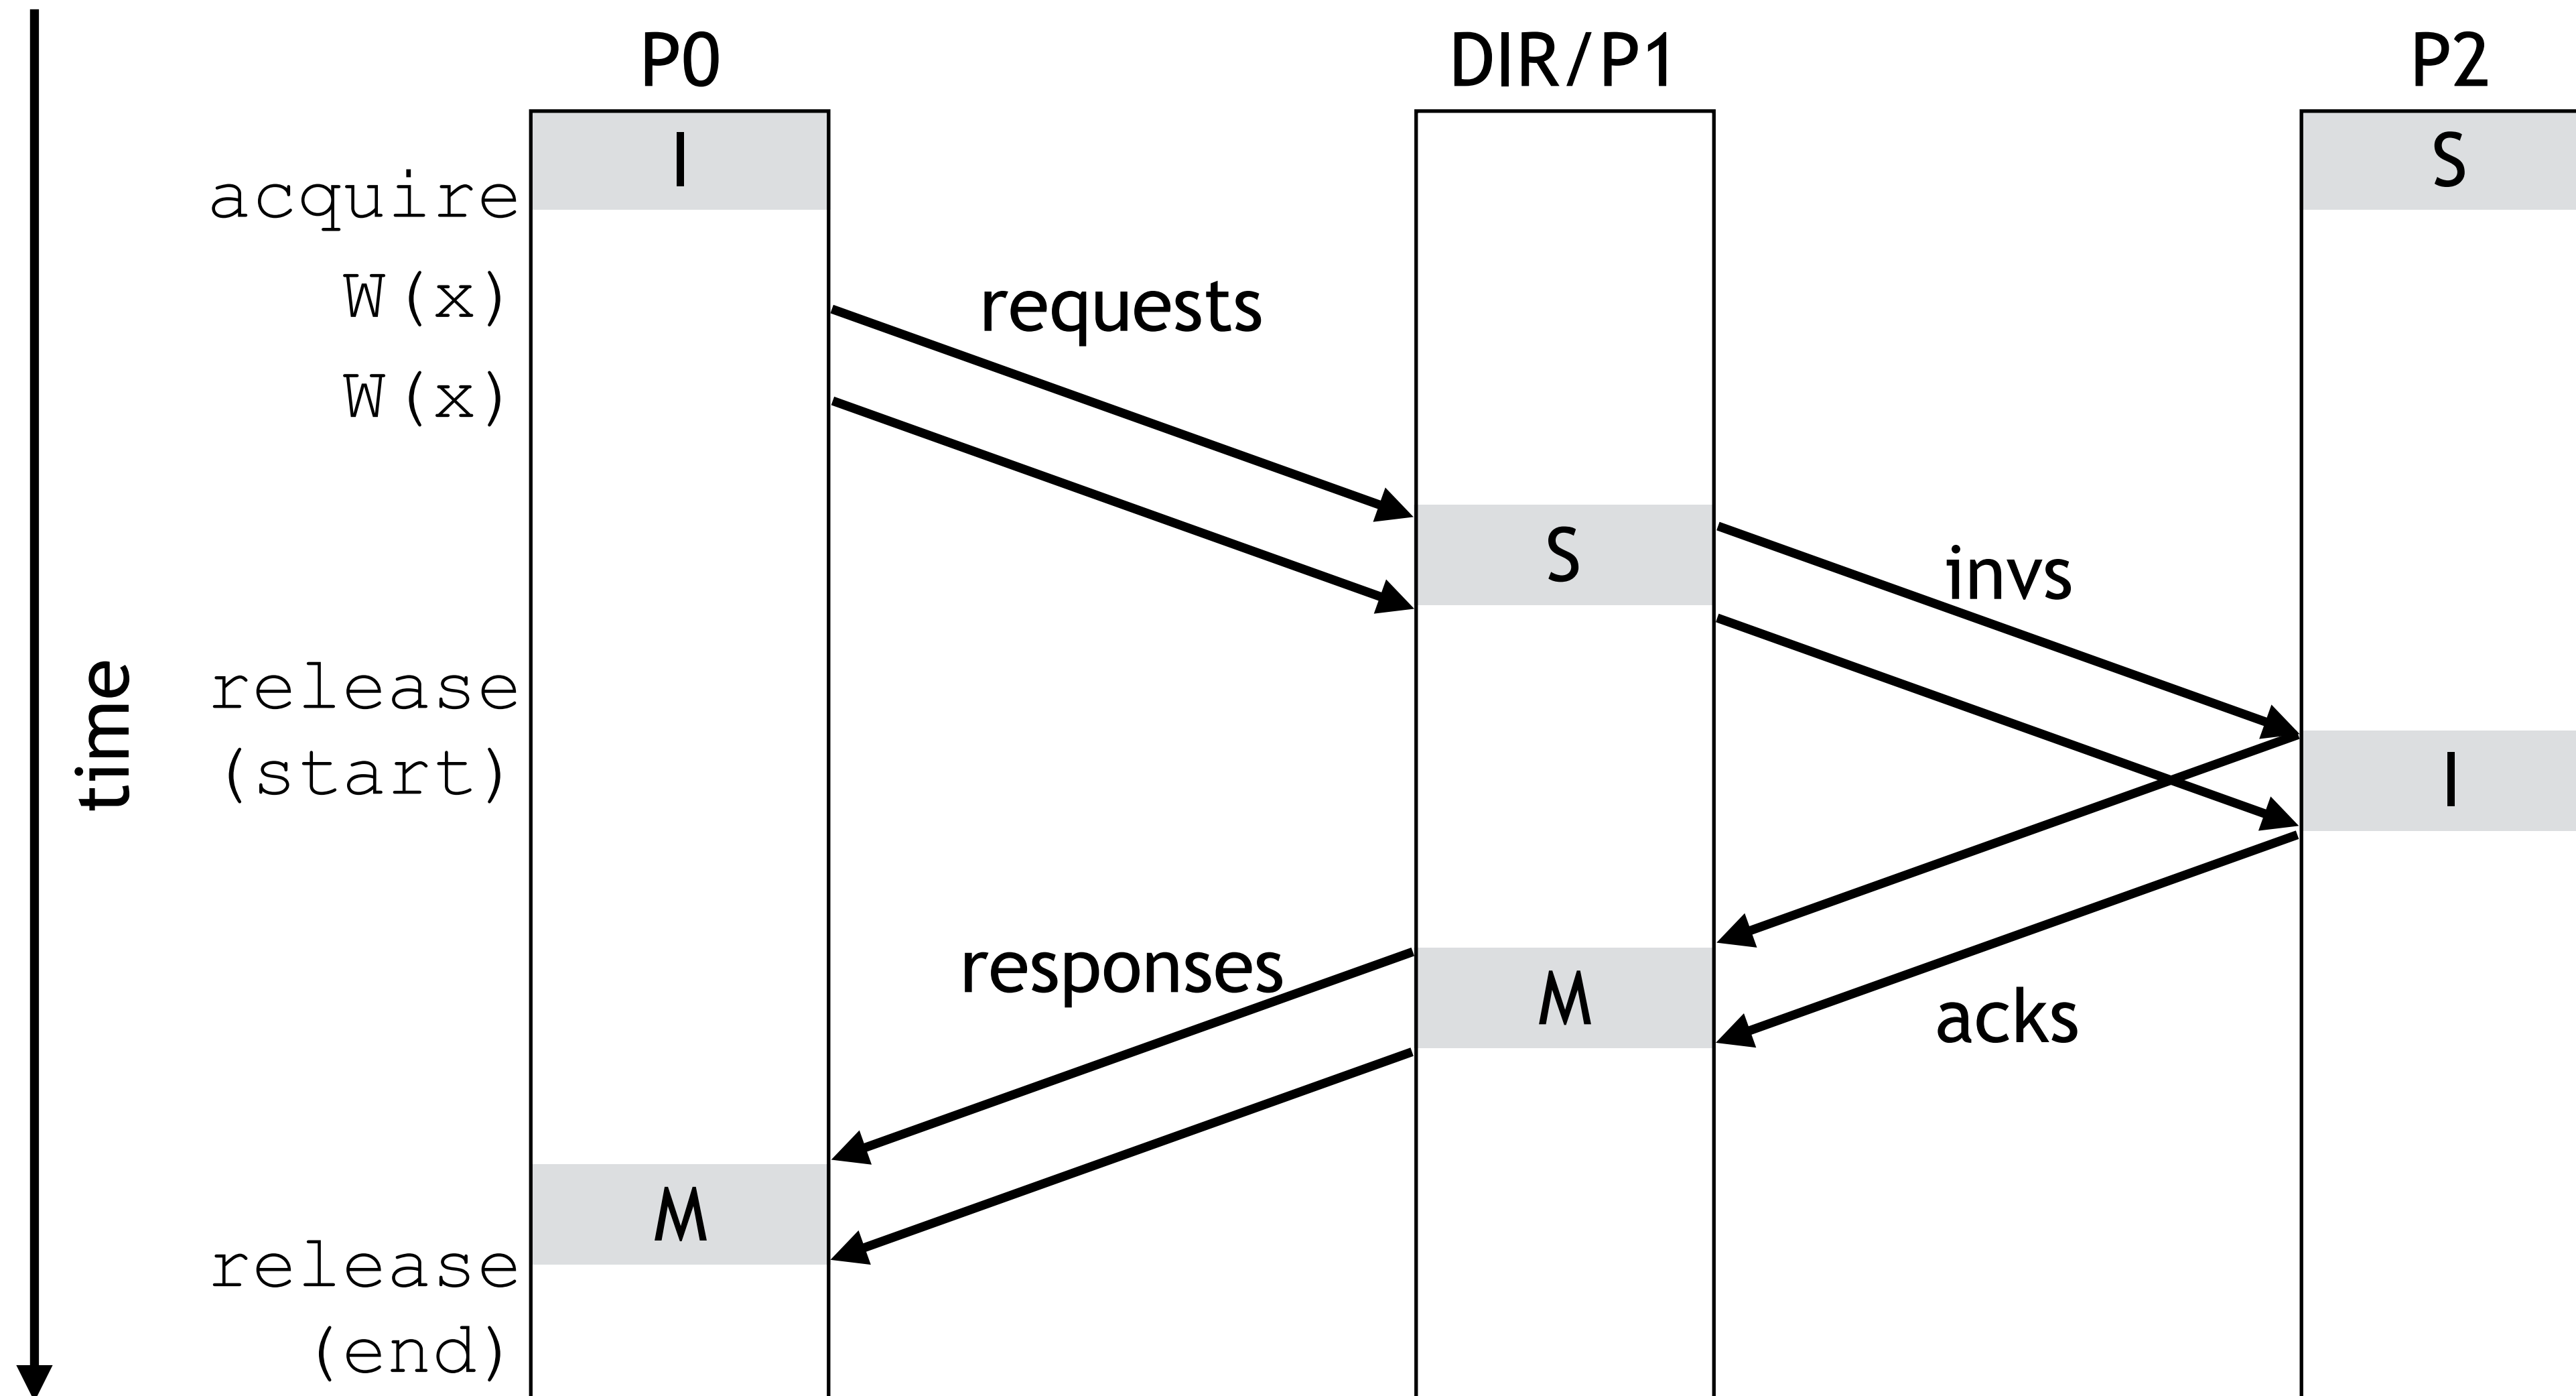 P0
DIR/P1
P2
I
S
acquire
W(x)
requests
W(x)
S
invs
time
release
(start)
I
responses
M
acks
M
release
(end)